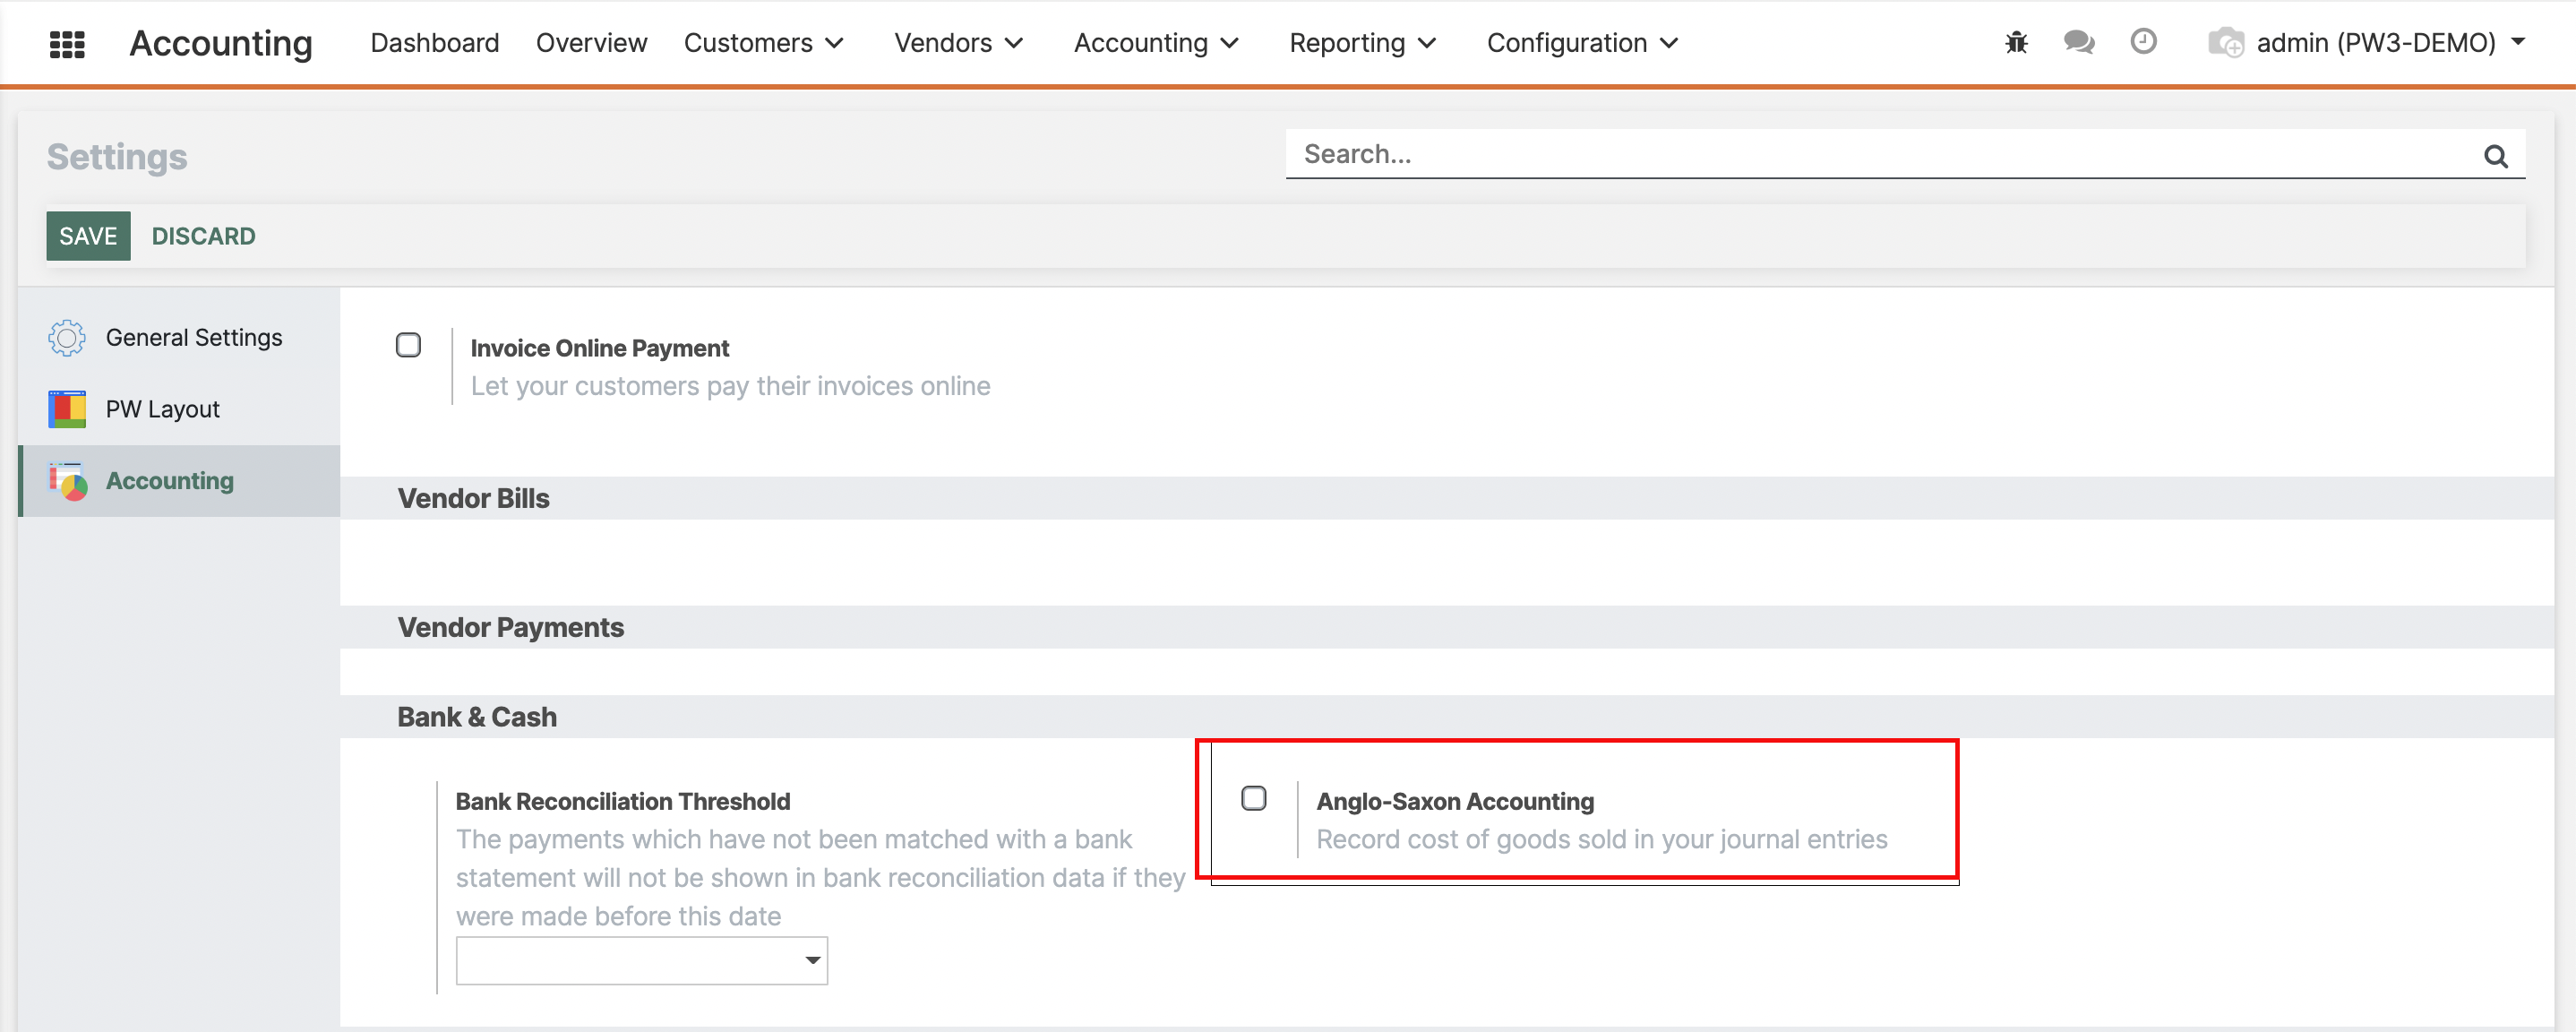 Accounting Dashboard Overview Customers Vendors Accounting Reporting Configuration admin (PW3-DEMO)
Settings
Search...
SAVE DISCARD
General Settings
PW Layout
Accounting
Invoice Online Payment
Let your customers pay their invoices online
Vendor Bills
Vendor Payments
Bank & Cash
Bank Reconciliation Threshold
The payments which have not been matched with a bank
statement will not be shown in bank reconciliation data if they
were made before this date
Anglo-Saxon Accounting
Record cost of goods sold in your journal entries